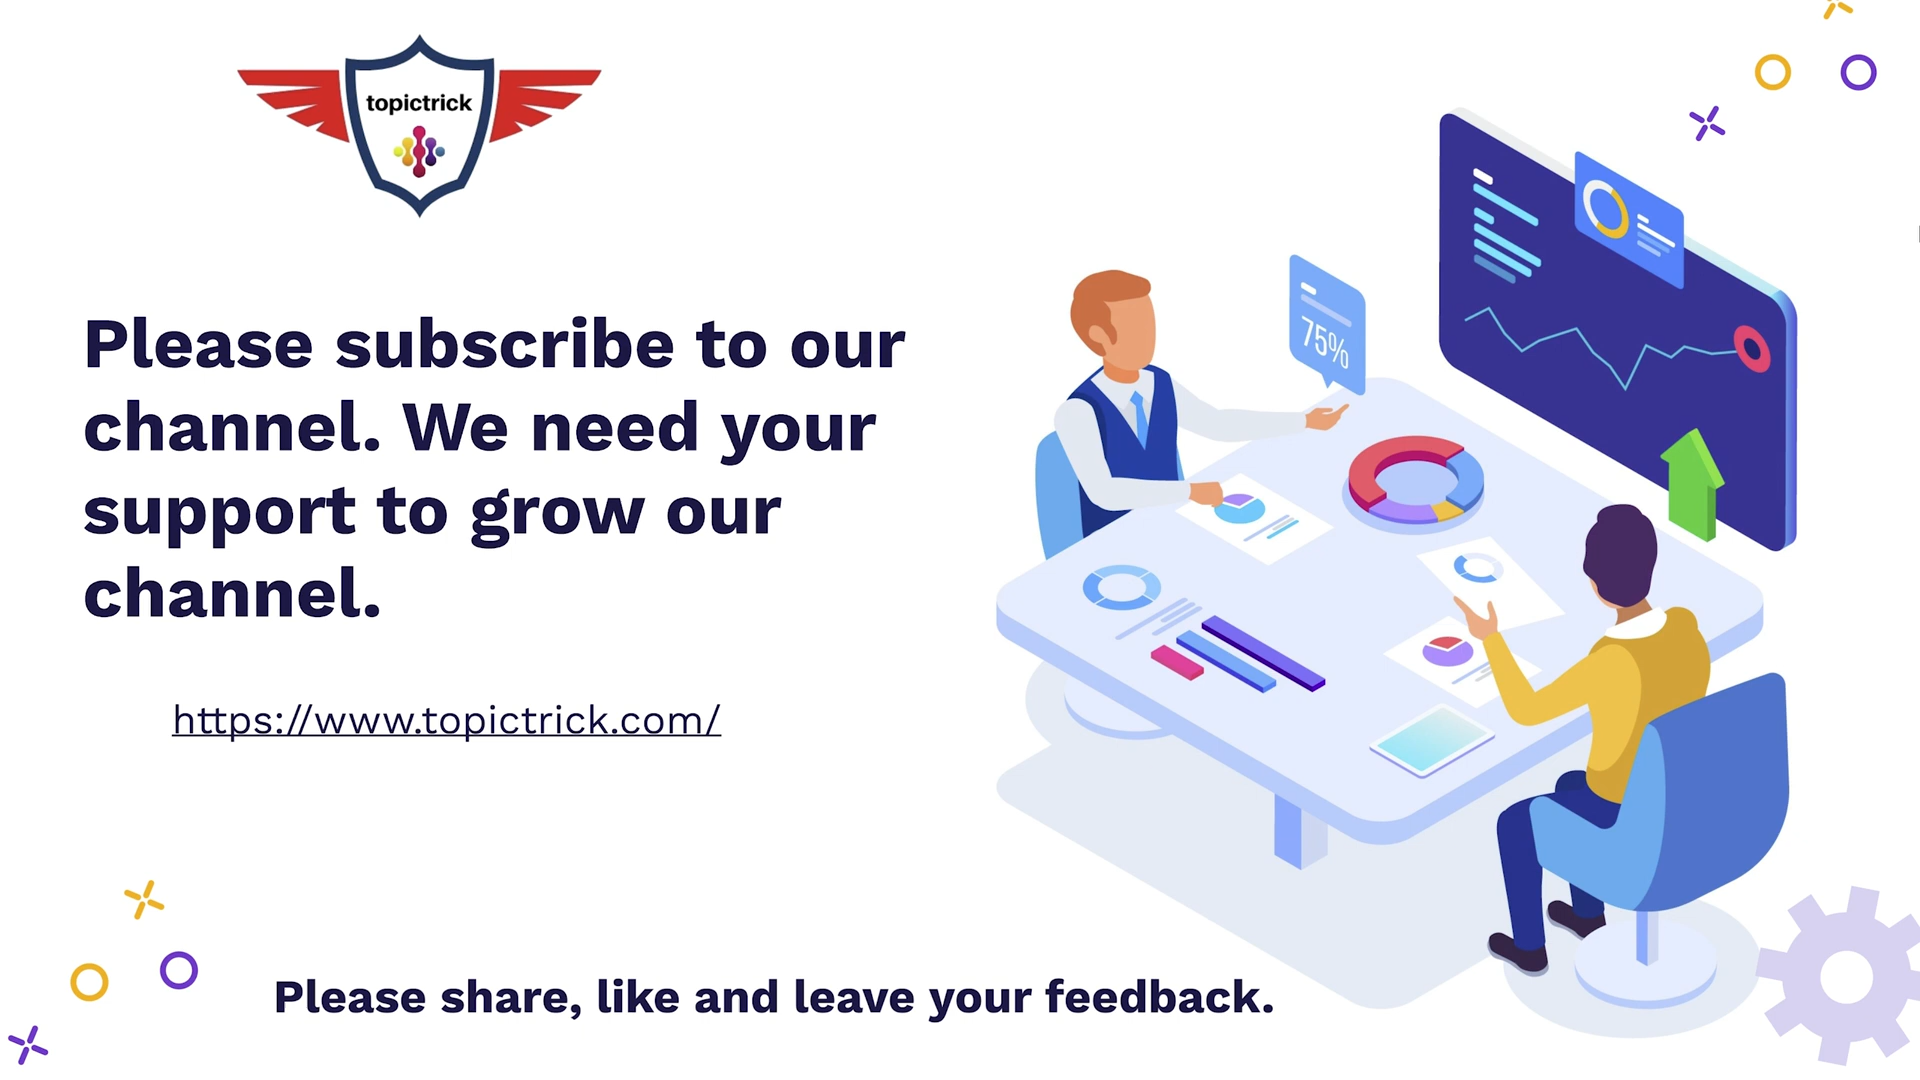 topictrick
Please subscribe to our
channel. We need your
support to grow our
channel.
https://www.topictrick.com/
75%
Please share, like and leave your feedback.